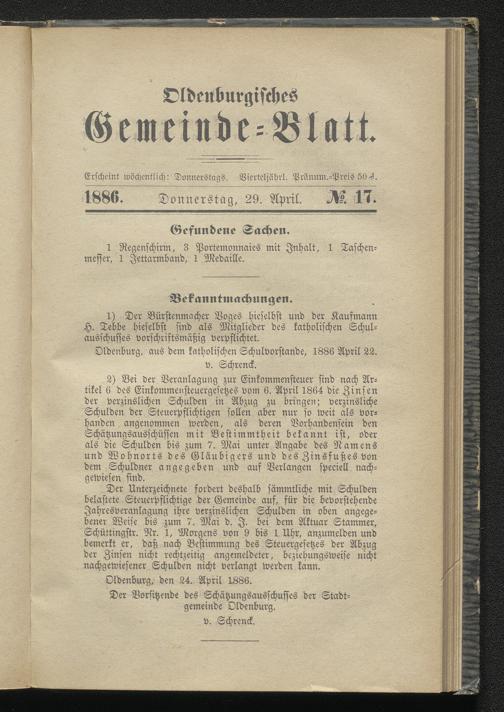 Oldenburgisches
Gemeinde-Blatt.
Erscheint wöchentlich: Donnerstags. Vierteljährl. Pränum.-Preis 50 ₰.
1886. Donnerstag, 29. April. № 17.
Gefundene Sachen.
1 Regenschirm, 3 Portemonnaies mit Inhalt, 1 Taschen-
messer, 1 Jettarmband, 1 Medaille.
Bekanntmachungen.
1) Der Bürstenmacher Voges hieselbst und der Kaufmann
H. Tebbe hieselbst sind als Mitglieder des katholischen Schul-
ausschusses vorschriftsmäßig verpflichtet.
Oldenburg, aus dem katholischen Schulvorstande, 1886 April 22.
v. Schrenck.
2) Bei der Veranlagung zur Einkommensteuer sind nach Ar-
tikel 6 des Einkommensteuergesetzes vom 6. April 1864 die Zinsen
der verzinslichen Schulden in Abzug zu bringen; verzinsliche
Schulden der Steuerpflichtigen sollen aber nur so weit als vor-
handen angenommen werden, als deren Vorhandensein den
Schätzungsausschüssen mit Bestimmtheit bekannt ist, oder
als die Schulden bis zum 7. Mai unter Angabe des Namens
und Wohnorts des Gläubigers und des Zinsfußes von
dem Schuldner angegeben und auf Verlangen speciell nach-
gewiesen sind.
Der Unterzeichnete fordert deshalb sämmtliche mit Schulden
belastete Steuerpflichtige der Gemeinde auf, für die bevorstehende
Jahresveranlagung ihre verzinslichen Schulden in oben angege-
bener Weise bis zum 7. Mai d. J. bei dem Aktuar Stammer,
Schüttingstr. Nr. 1, Morgens von 9 bis 1 Uhr, anzumelden und
bemerkt er, daß nach Bestimmung des Steuergesetzes der Abzug
der Zinsen nicht rechtzeitig angemeldeter, beziehungsweise nicht
nachgewiesener Schulden nicht verlangt werden kann.
Oldenburg, den 24. April 1886.
Der Vorsitzende des Schätzungsausschusses der Stadt-
gemeinde Oldenburg.
v. Schrenck.